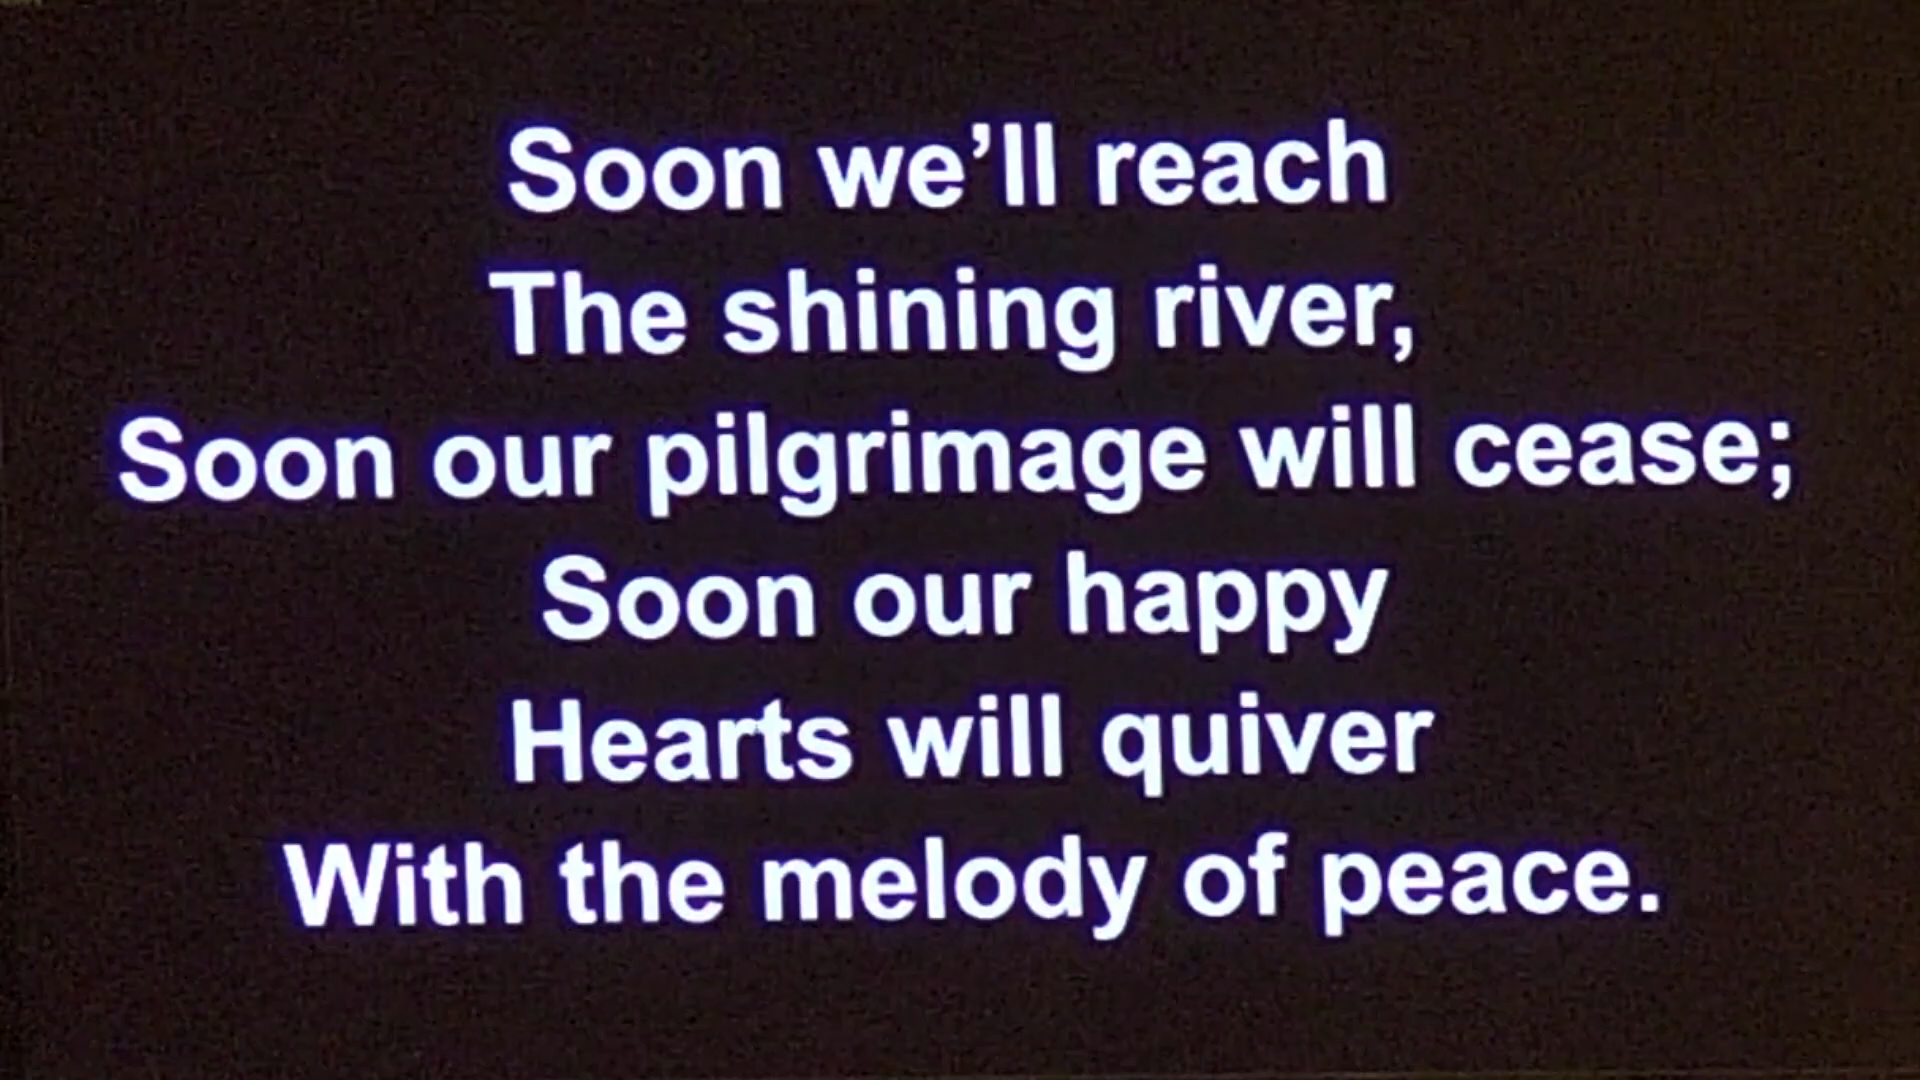 Soon we’ll reach
The shining river,
Soon our pilgrimage will cease;
Soon our happy
Hearts will quiver
With the melody of peace.